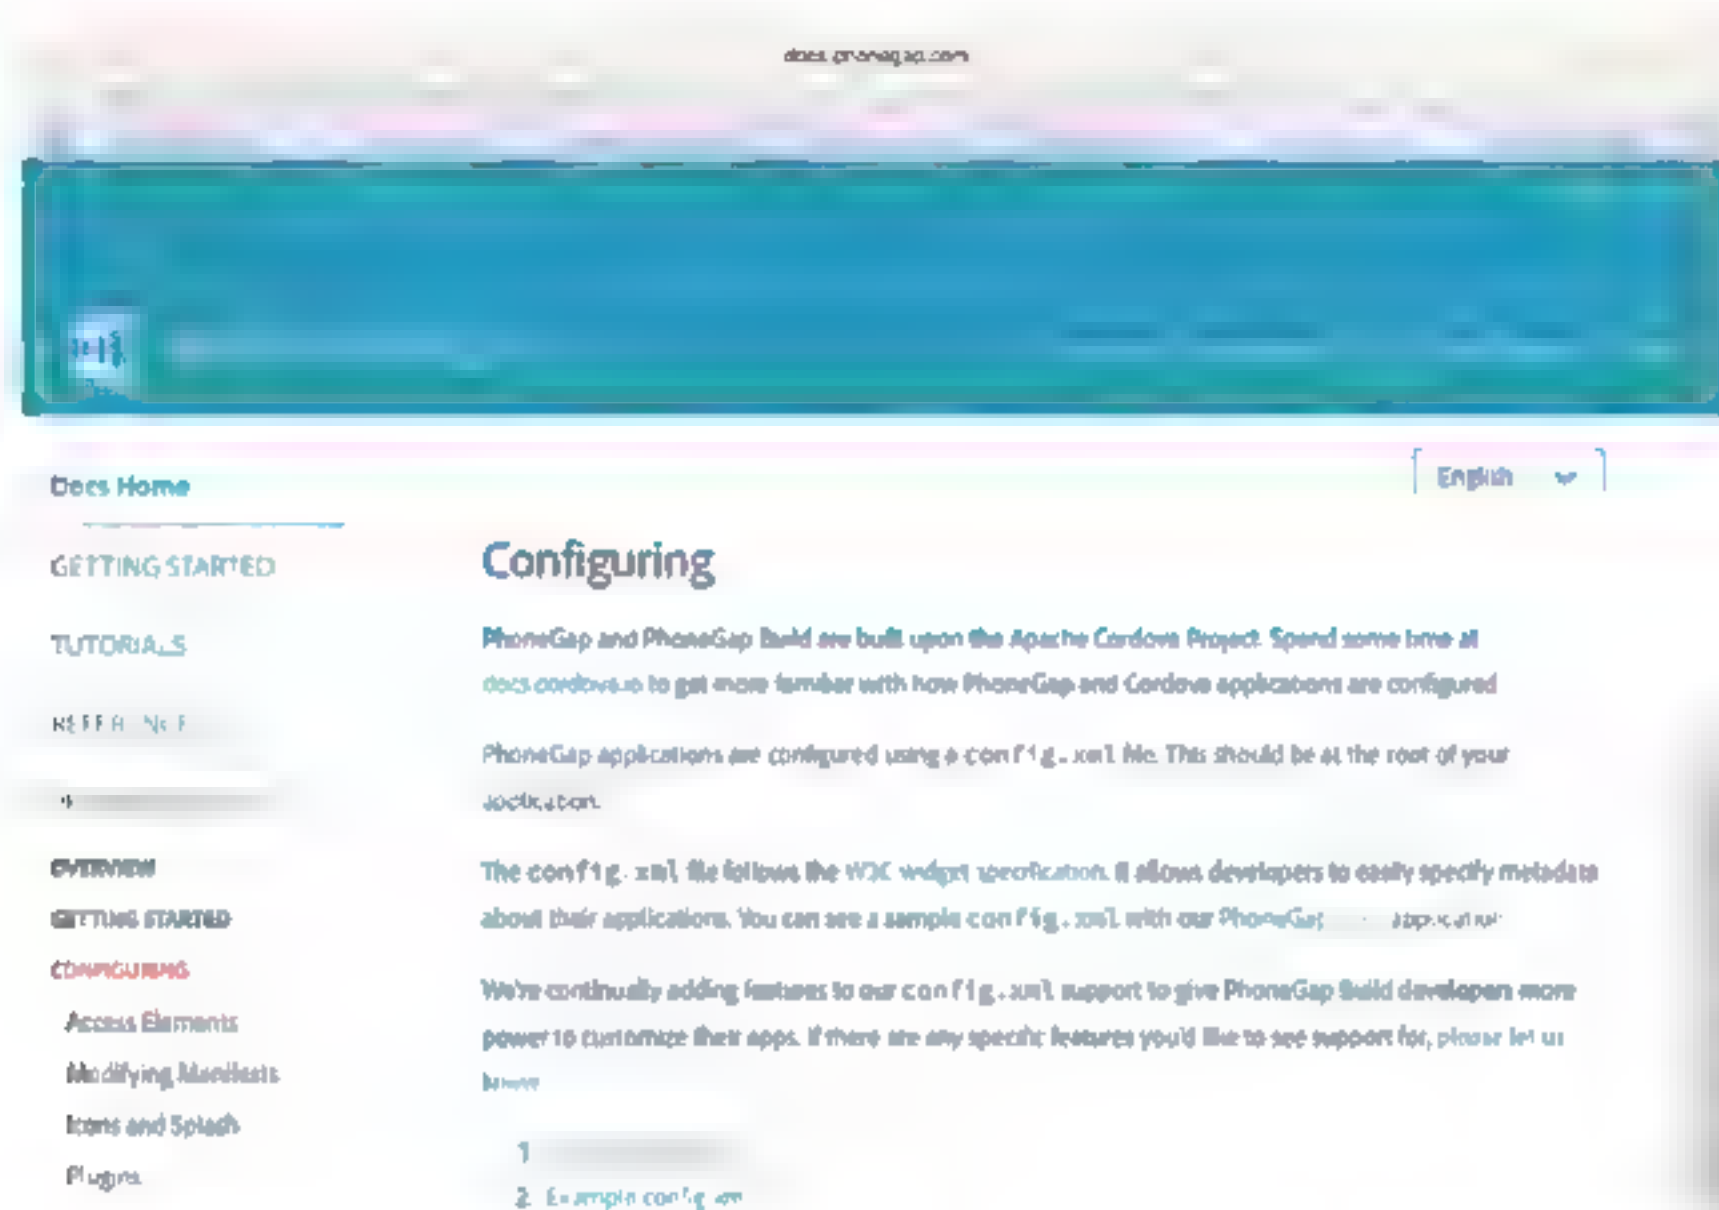 docs.phonegap.com
English
Docs Home
GETTING STARTED
TUTORIALS
REFERENCE
OVERVIEW
GETTING STARTED
CONFIGURING
Access Elements
Modifying Manifests
Icons and Splash
Plugins
Configuring
PhoneGap and PhoneGap Build are built upon the Apache Cordova Project. Spend some time at
docs.cordova.io to get more familiar with how PhoneGap and Cordova applications are configured
PhoneGap applications are configured using a config.xml file. This should be at the root of your
application.
The config.xml file follows the W3C widget specification. It allows developers to easily specify metadata
about their applications. You can see a sample config.xml with our PhoneGap application
We're continually adding features to our config.xml support to give PhoneGap Build developers more
power to customize their apps. If there are any specific features you'd like to see support for, please let us
know
1
2. Example config.xml